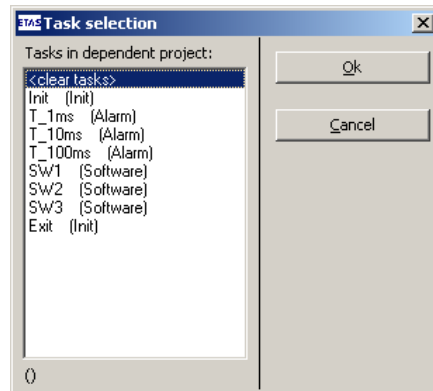 ETAS Task selection
Tasks in dependent project:
<clear tasks>
Init (Init)
T_1ms (Alarm)
T_10ms (Alarm)
T_100ms (Alarm)
SW1 (Software)
SW2 (Software)
SW3 (Software)
Exit (Init)
()
Ok
Cancel